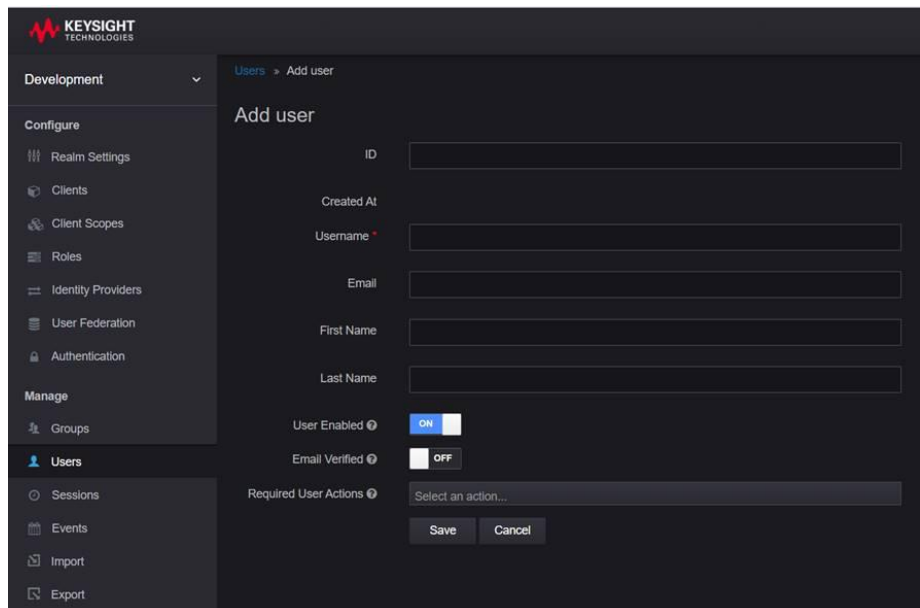 KEYSIGHT
TECHNOLOGIES
Development
Users » Add user
Configure
Realm Settings
Clients
Client Scopes
Roles
Identity Providers
User Federation
Authentication
Manage
Groups
Users
Sessions
Events
Import
Export
Add user
ID
Created At
Username *
Email
First Name
Last Name
User Enabled ON
Email Verified OFF
Required User Actions Select an action...
Save Cancel